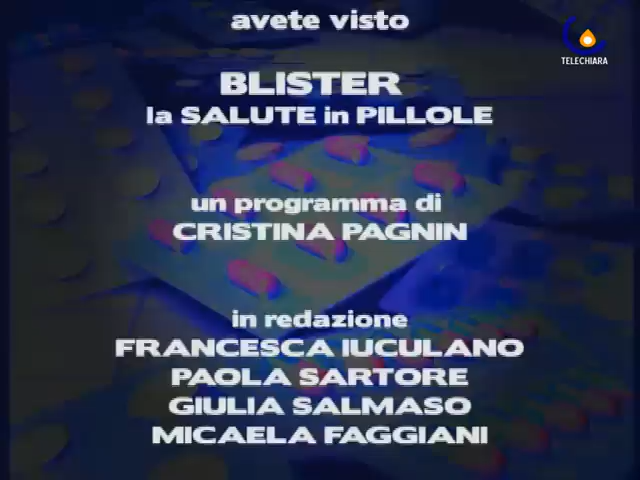 avete visto
TELECHIARA
BLISTER
la SALUTE in PILLOLE
un programma di
CRISTINA PAGNIN
in redazione
FRANCESCA IUCULANO
PAOLA SARTORE
GIULIA SALMASO
MICAELA FAGGIANI